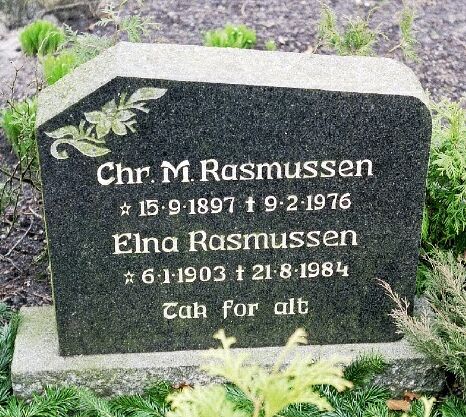 Chr. M. Rasmussen
☆ 15·9·1897 † 9·2·1976
Elna Rasmussen
☆ 6·1·1903 † 21·8·1984
Tak for alt